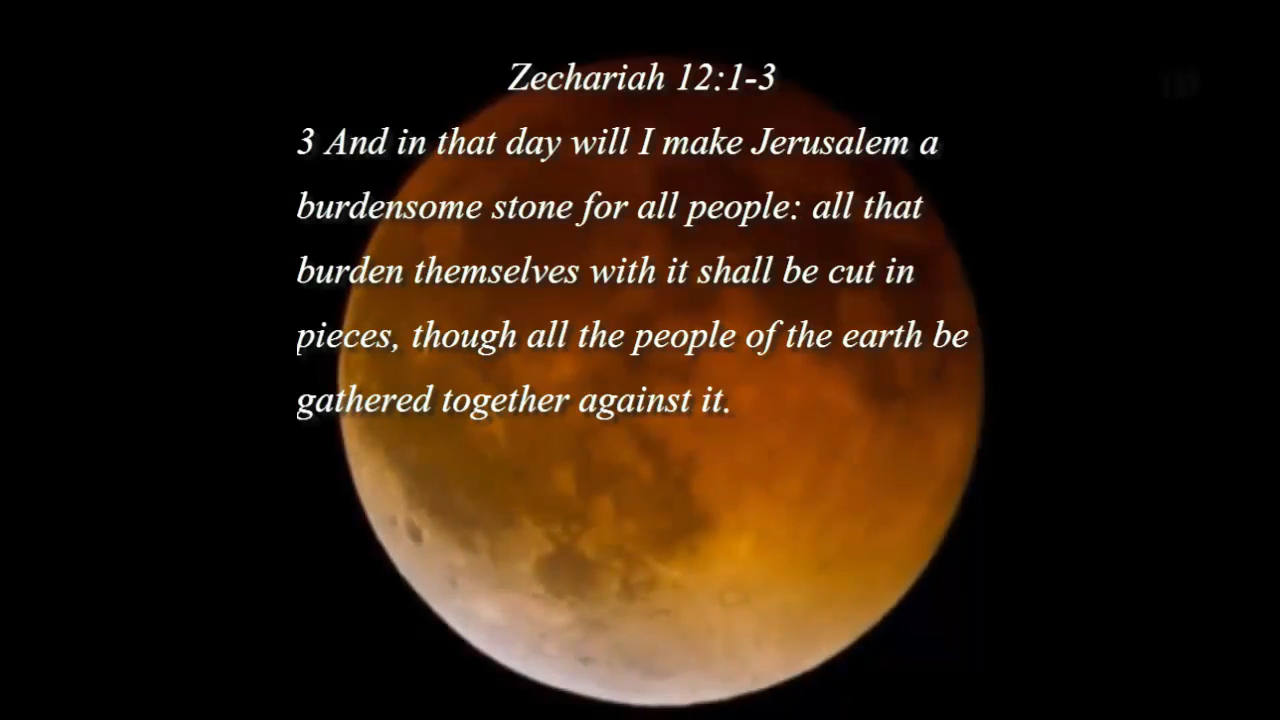 Zechariah 12:1-3
3 And in that day will I make Jerusalem a
burdensome stone for all people: all that
burden themselves with it shall be cut in
pieces, though all the people of the earth be
gathered together against it.